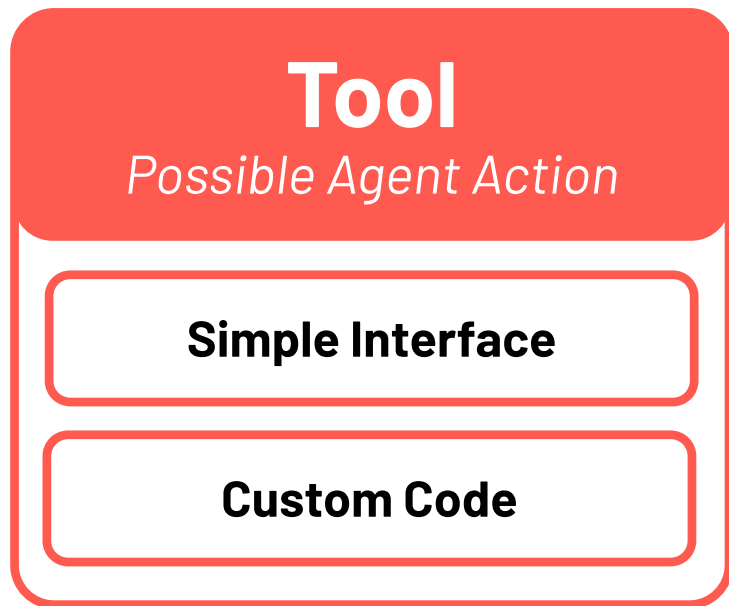 Tool
Possible Agent Action
Simple Interface
Custom Code